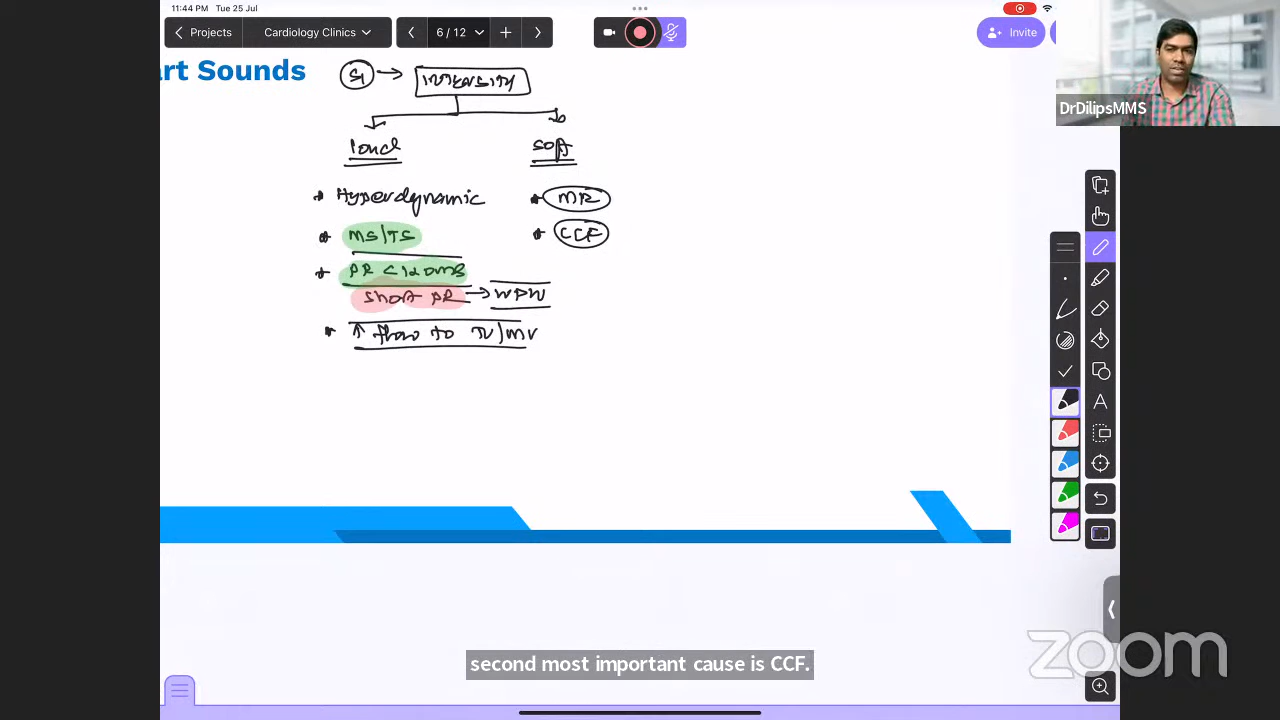 11:44 PM Tue 25 Jul
Projects
Cardiology Clinics
6 / 12
Invite
DrDilipsMMS
art Sounds
S1 → intensity
loud
soft
Hyperdynamic
MR
MS/TS
CCF
PR < 120ms
short PR → WPW
↑ flow to TV/MV
A
zoom
second most important cause is CCF.